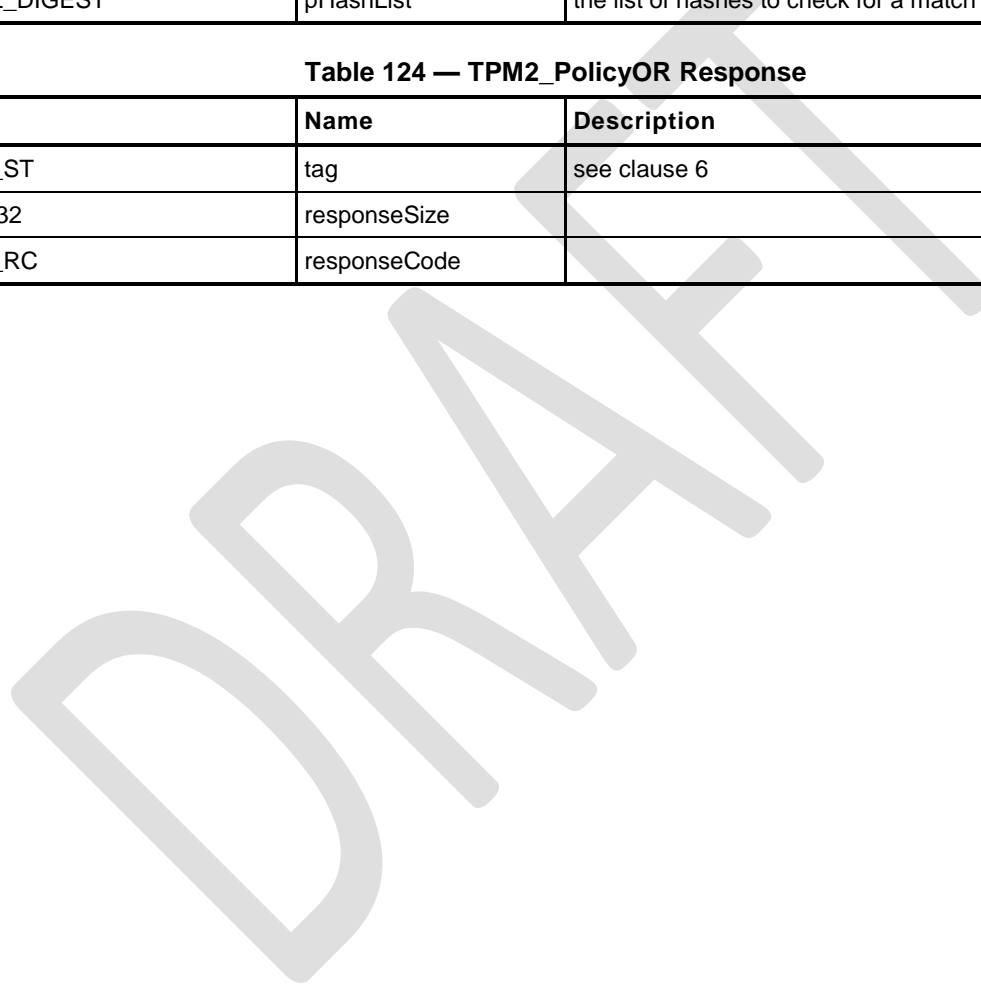 _DIGEST pHashList the list of hashes to check for a match
Table 124 — TPM2_PolicyOR Response
Name Description
_ST tag see clause 6
32 responseSize
_RC responseCode
DRAFT